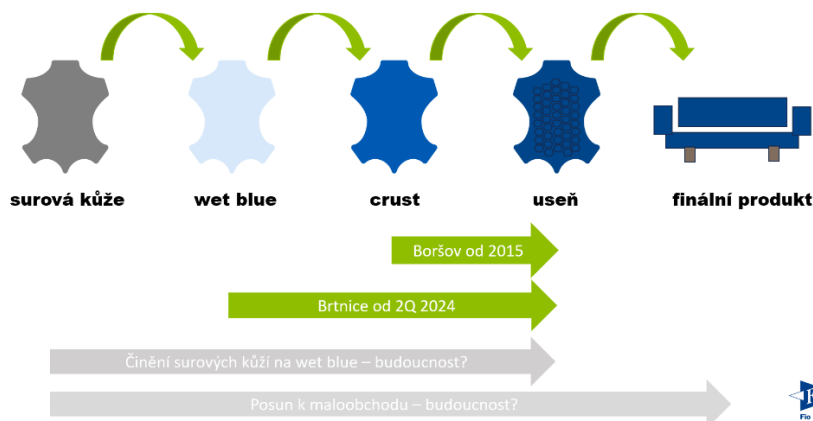 surová kůže wet blue crust useň finální produkt
Boršov od 2015
Brtnice od 2Q 2024
Činění surových kůží na wet blue – budoucnost?
Posun k maloobchodu – budoucnost?
Fio